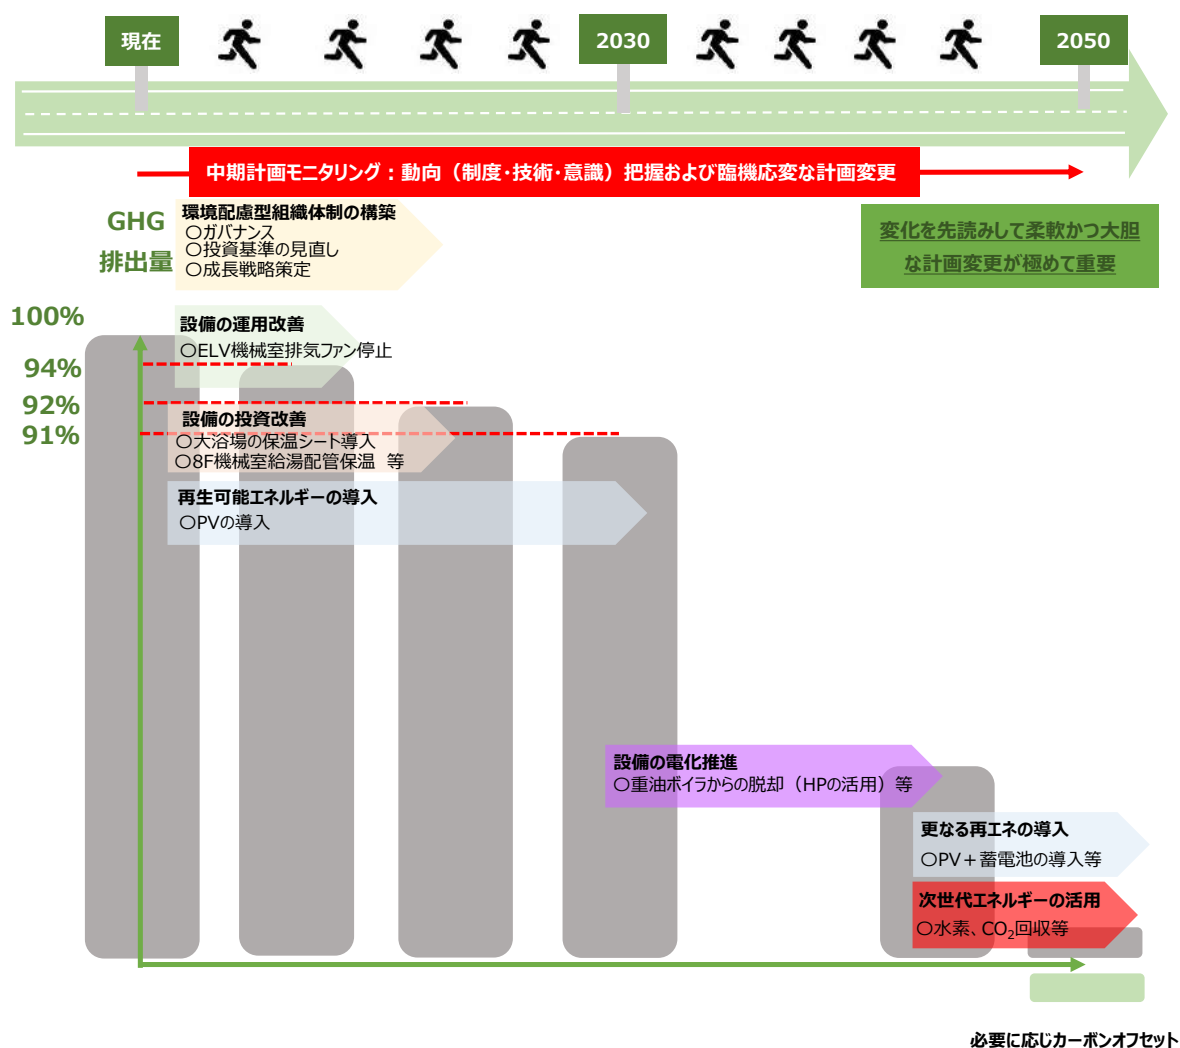 現在
2030
2050
中期計画モニタリング：動向（制度・技術・意識）把握および臨機応変な計画変更
GHG
排出量
環境配慮型組織体制の構築
○ガバナンス
○投資基準の見直し
○成長戦略策定
変化を先読みして柔軟かつ大胆
な計画変更が極めて重要
100%
94%
92%
91%
設備の運用改善
○ELV機械室排気ファン停止
設備の投資改善
○大浴場の保温シート導入
○8F機械室給湯配管保温 等
再生可能エネルギーの導入
○PVの導入
設備の電化推進
○重油ボイラからの脱却（HPの活用）等
更なる再エネの導入
○PV＋蓄電池の導入等
次世代エネルギーの活用
○水素、CO2回収等
必要に応じカーボンオフセット